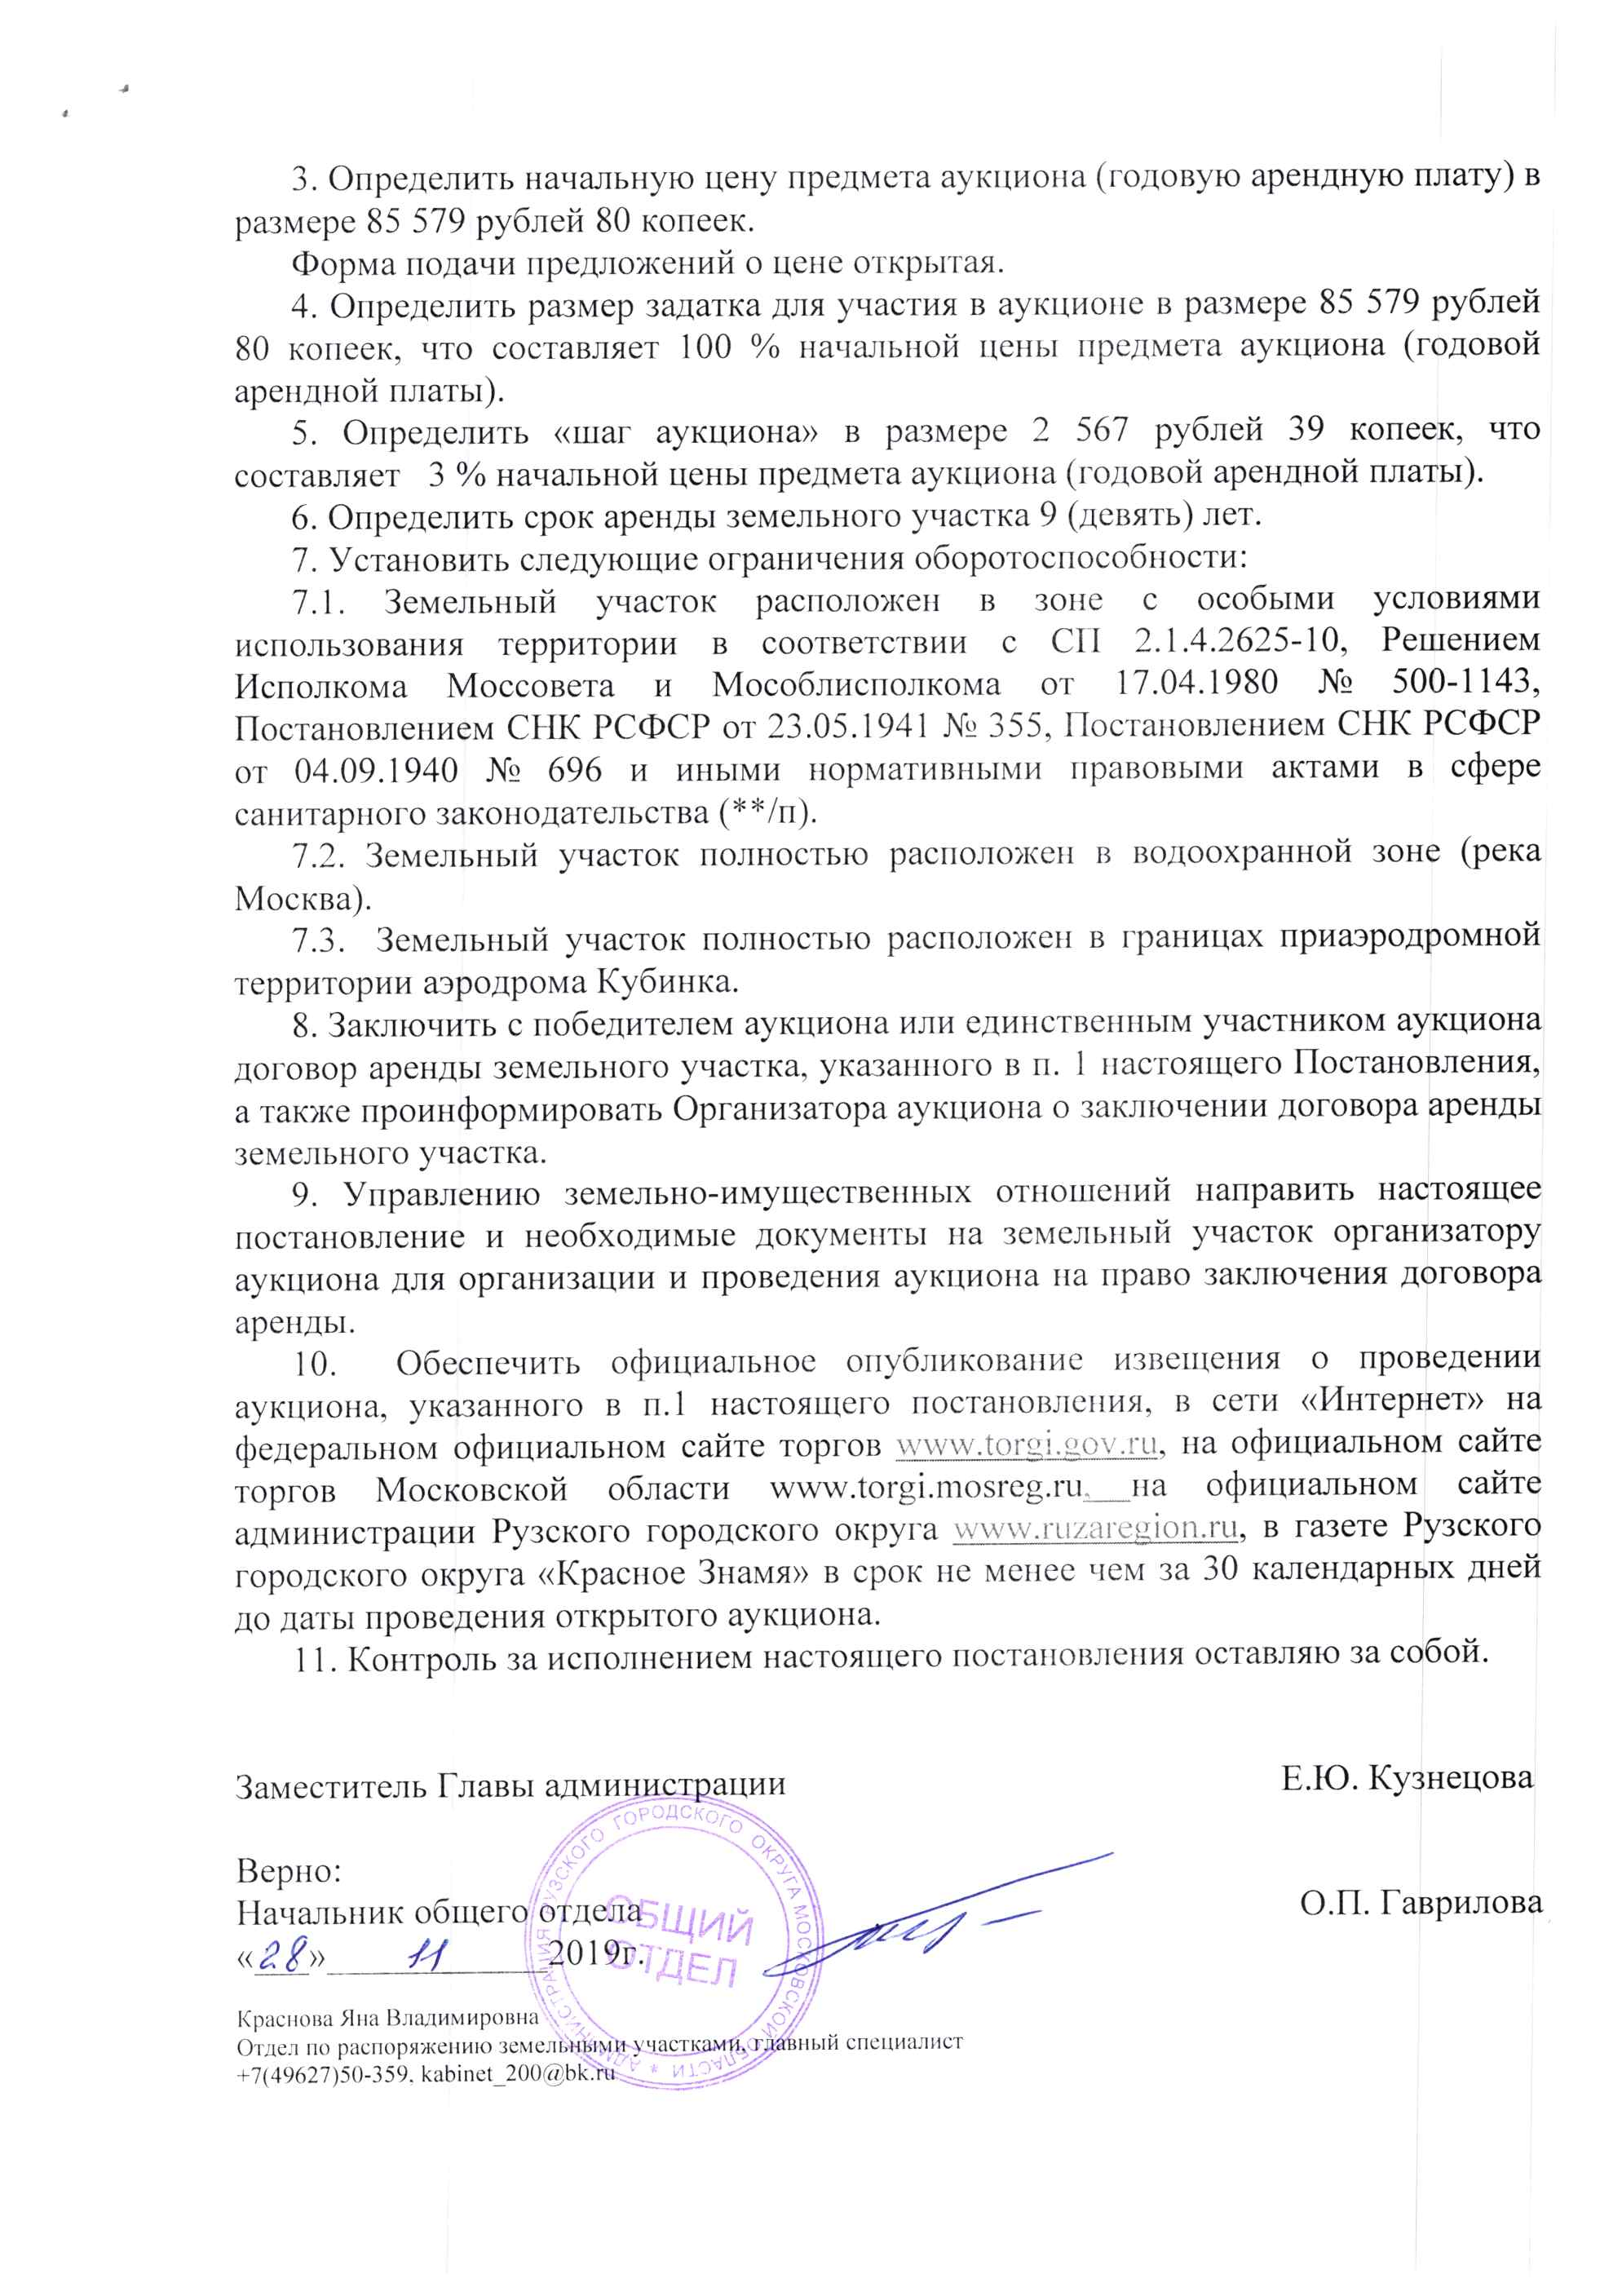 3. Определить начальную цену предмета аукциона (годовую арендную плату) в
размере 85 579 рублей 80 копеек.
Форма подачи предложений о цене открытая.
4. Определить размер задатка для участия в аукционе в размере 85 579 рублей
80 копеек, что составляет 100 % начальной цены предмета аукциона (годовой
арендной платы).
5. Определить «шаг аукциона» в размере 2 567 рублей 39 копеек, что
составляет 3 % начальной цены предмета аукциона (годовой арендной платы).
6. Определить срок аренды земельного участка 9 (девять) лет.
7. Установить следующие ограничения оборотоспособности:
7.1. Земельный участок расположен в зоне с особыми условиями
использования территории в соответствии с СП 2.1.4.2625-10, Решением
Исполкома Моссовета и Мособлисполкома от 17.04.1980 № 500-1143,
Постановлением СНК РСФСР от 23.05.1941 № 355, Постановлением СНК РСФСР
от 04.09.1940 № 696 и иными нормативными правовыми актами в сфере
санитарного законодательства (**/п).
7.2. Земельный участок полностью расположен в водоохранной зоне (река
Москва).
7.3. Земельный участок полностью расположен в границах приаэродромной
территории аэродрома Кубинка.
8. Заключить с победителем аукциона или единственным участником аукциона
договор аренды земельного участка, указанного в п. 1 настоящего Постановления,
а также проинформировать Организатора аукциона о заключении договора аренды
земельного участка.
9. Управлению земельно-имущественных отношений направить настоящее
постановление и необходимые документы на земельный участок организатору
аукциона для организации и проведения аукциона на право заключения договора
аренды.
10. Обеспечить официальное опубликование извещения о проведении
аукциона, указанного в п.1 настоящего постановления, в сети «Интернет» на
федеральном официальном сайте торгов www.torgi.gov.ru, на официальном сайте
торгов Московской области www.torgi.mosreg.ru, на официальном сайте
администрации Рузского городского округа www.ruzaregion.ru, в газете Рузского
городского округа «Красное Знамя» в срок не менее чем за 30 календарных дней
до даты проведения открытого аукциона.
11. Контроль за исполнением настоящего постановления оставляю за собой.
Заместитель Главы администрации Е.Ю. Кузнецова
Верно:
Начальник общего отдела О.П. Гаврилова
«28» 11 2019г.
АДМИНИСТРАЦИЯ РУЗСКОГО ГОРОДСКОГО ОКРУГА МОСКОВСКОЙ ОБЛАСТИ *
ОБЩИЙ
ОТДЕЛ
Краснова Яна Владимировна
Отдел по распоряжению земельными участками, главный специалист
+7(49627)50-359, kabinet_200@bk.ru